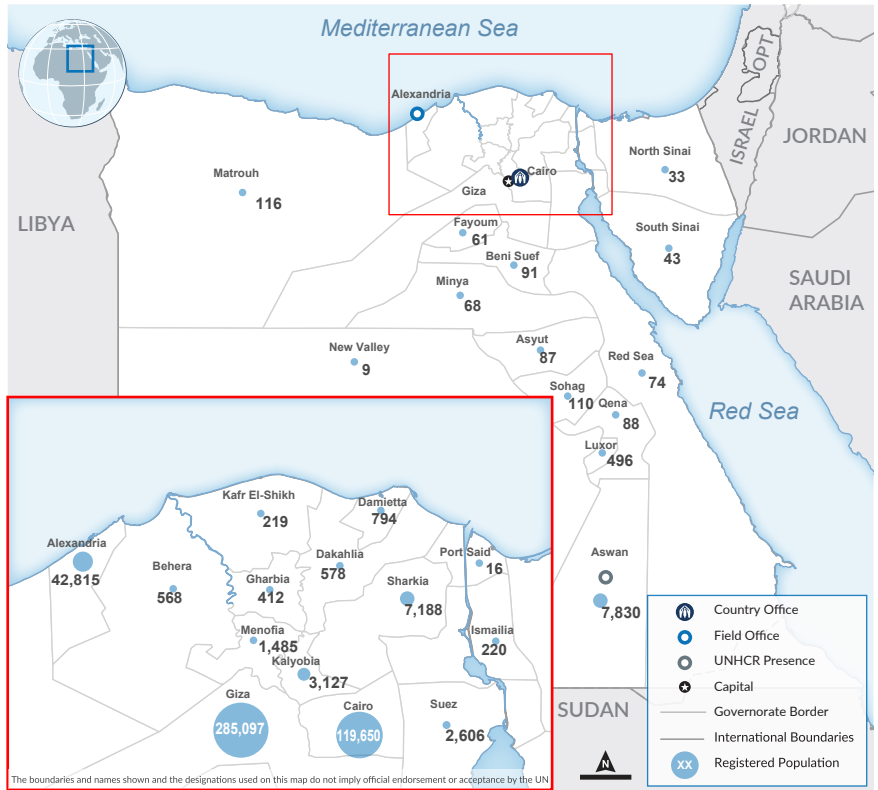 Mediterranean Sea
Alexandria
OPT
ISRAEL
JORDAN
North Sinai
33
Cairo
Matrouh
116
Giza
LIBYA
Fayoum
61
South Sinai
43
Beni Suef
91
Minya
68
SAUDI
ARABIA
New Valley
9
Asyut
87
Red Sea
74
Sohag
110
Qena
88
Red Sea
Luxor
496
Aswan
7,830
Kafr El-Shikh
219
Damietta
794
Alexandria
42,815
Behera
568
Dakahlia
578
Port Said
16
Gharbia
412
Sharkia
7,188
Menofia
1,485
Ismailia
220
Kalyobia
3,127
Giza
285,097
Cairo
119,650
Suez
2,606
SUDAN
N
Country Office
Field Office
UNHCR Presence
Capital
Governorate Border
International Boundaries
XX
Registered Population
The boundaries and names shown and the designations used on this map do not imply official endorsement or acceptance by the UN